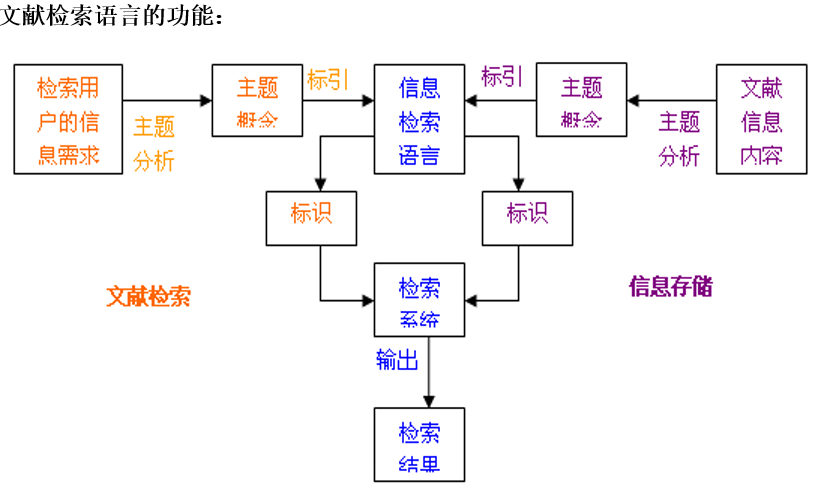 文献检索语言的功能：
检索用
户的信
息需求
主题
分析
主题
概念
标引
信息
检索
语言
标引
主题
概念
主题
分析
文献
信息
内容
标识
标识
文献检索
信息存储
检索
系统
输出
检索
结果